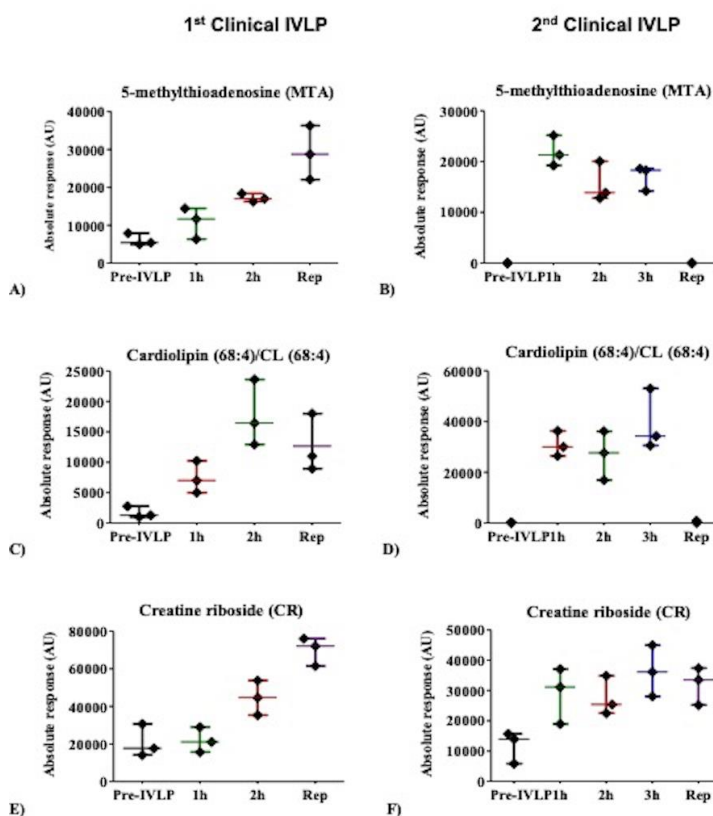 1st Clinical IVLP
2nd Clinical IVLP
5-methylthioadenosine (MTA)
Absolute response (AU)
40000
30000
20000
10000
0
Pre-IVLP 1h 2h Rep
A)
5-methylthioadenosine (MTA)
Absolute response (AU)
30000
20000
10000
0
Pre-IVLP1h 2h 3h Rep
B)
Cardiolipin (68:4)/CL (68:4)
Absolute response (AU)
25000
20000
15000
10000
5000
0
Pre-IVLP 1h 2h Rep
C)
Cardiolipin (68:4)/CL (68:4)
Absolute response (AU)
60000
40000
20000
0
Pre-IVLP1h 2h 3h Rep
D)
Creatine riboside (CR)
Absolute response (AU)
80000
60000
40000
20000
0
Pre-IVLP 1h 2h Rep
E)
Creatine riboside (CR)
Absolute response (AU)
50000
40000
30000
20000
10000
0
Pre-IVLP1h 2h 3h Rep
F)